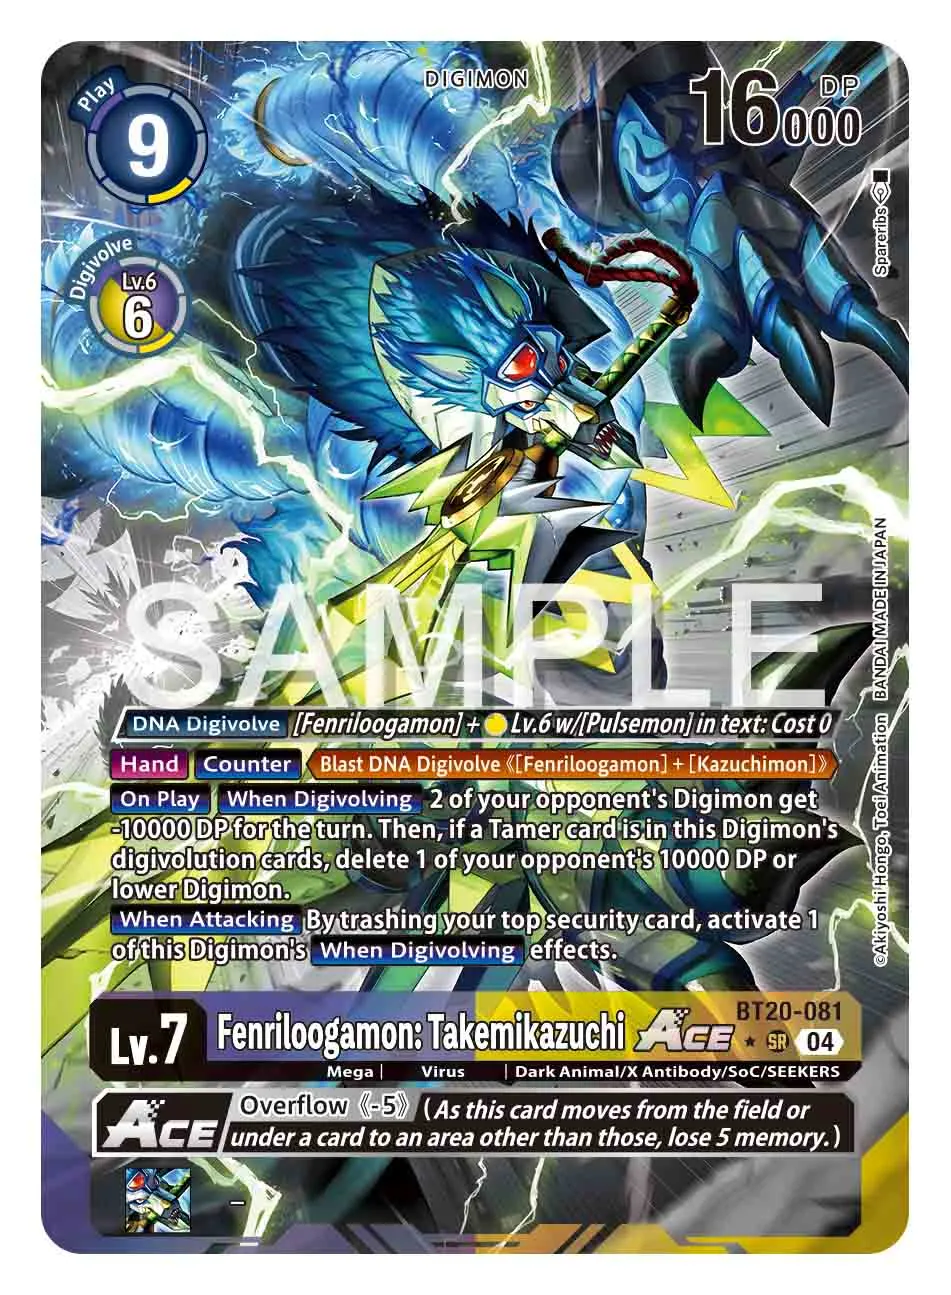 Play
9
DIGIMON
16000
DP
Digivolve
Lv.6
6
Spareribs
SAMPLE
BANDAI MADE IN JAPAN
©Akiyoshi Hongo, Toei Animation
DNA Digivolve [Fenriloogamon] + Lv.6 w/[Pulsemon] in text: Cost 0
Hand Counter Blast DNA Digivolve 《[Fenriloogamon] + [Kazuchimon]》
On Play When Digivolving 2 of your opponent's Digimon get
-10000 DP for the turn. Then, if a Tamer card is in this Digimon's
digivolution cards, delete 1 of your opponent's 10000 DP or
lower Digimon.
When Attacking By trashing your top security card, activate 1
of this Digimon's When Digivolving effects.
Lv.7
Fenriloogamon: Takemikazuchi ACE
BT20-081
★ SR 04
Mega | Virus | Dark Animal/X Antibody/SoC/SEEKERS
ACE
Overflow 《-5》 (As this card moves from the field or
under a card to an area other than those, lose 5 memory.)
–